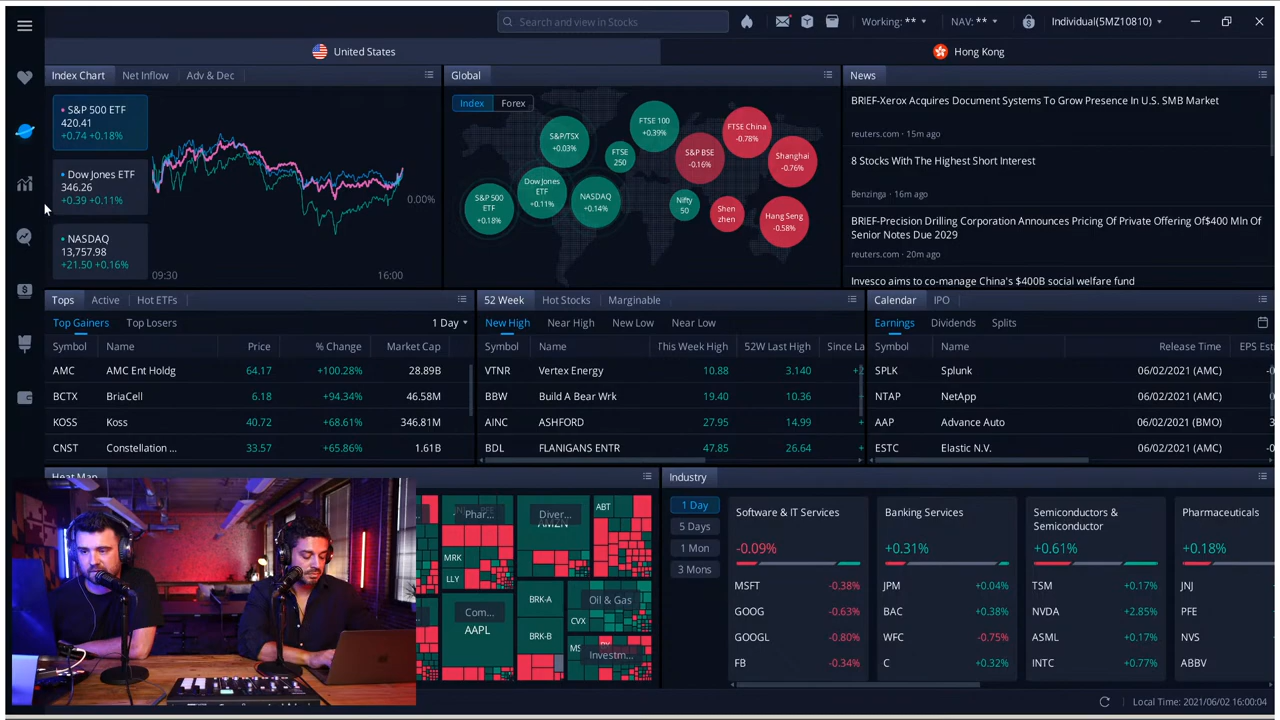 Search and view in Stocks
Working: **
NAV: **
Individual(5MZ10810)
United States
Hong Kong
Index Chart Net Inflow Adv & Dec
S&P 500 ETF
420.41
+0.74 +0.18%
Dow Jones ETF
346.26
+0.39 +0.11%
NASDAQ
13,757.98
+21.50 +0.16%
0.00%
09:30 16:00
Global
Index Forex
S&P/TSX
+0.03%
FTSE 100
+0.39%
FTSE
250
S&P BSE
-0.16%
FTSE China
-0.78%
Shanghai
-0.76%
S&P 500
ETF
+0.18%
Dow Jones
ETF
+0.11%
NASDAQ
+0.14%
Nifty
50
Shen
zhen
Hang Seng
-0.58%
News
BRIEF-Xerox Acquires Document Systems To Grow Presence In U.S. SMB Market
reuters.com · 15m ago
8 Stocks With The Highest Short Interest
Benzinga · 16m ago
BRIEF-Precision Drilling Corporation Announces Pricing Of Private Offering Of$400 Mln Of
Senior Notes Due 2029
reuters.com · 20m ago
Invesco aims to co-manage China's $400B social welfare fund
Tops Active Hot ETFs
Top Gainers Top Losers 1 Day
Symbol Name Price % Change Market Cap
AMC AMC Ent Holdg 64.17 +100.28% 28.89B
BCTX BriaCell 6.18 +94.34% 46.58M
KOSS Koss 40.72 +68.61% 346.81M
CNST Constellation ... 33.57 +65.86% 1.61B
52 Week Hot Stocks Marginable
New High Near High New Low Near Low
Symbol Name This Week High 52W Last High Since La
VTNR Vertex Energy 10.88 3.140 +2
BBW Build A Bear Wrk 19.40 10.36 +
AINC ASHFORD 27.95 14.99 +
BDL FLANIGANS ENTR 47.85 26.64 +
Calendar IPO
Earnings Dividends Splits
Symbol Name Release Time EPS Est
SPLK Splunk 06/02/2021 (AMC) -0
NTAP NetApp 06/02/2021 (AMC)
AAP Advance Auto 06/02/2021 (BMO) 3
ESTC Elastic N.V. 06/02/2021 (AMC) -0
Heat Map
Phar...
Diver...
AMZN
ABT
MRK
LLY
Com...
AAPL
BRK-A
BRK-B
Oil & Gas
CVX
MS
Investm...
Industry
1 Day
5 Days
1 Mon
3 Mons
Software & IT Services
-0.09%
MSFT -0.38%
GOOG -0.63%
GOOGL -0.80%
FB -0.34%
Banking Services
+0.31%
JPM +0.04%
BAC +0.38%
WFC -0.75%
C +0.32%
Semiconductors &
Semiconductor
+0.61%
TSM +0.17%
NVDA +2.85%
ASML +0.17%
INTC +0.77%
Pharmaceuticals
+0.18%
JNJ
PFE
NVS
ABBV
Local Time: 2021/06/02 16:00:04